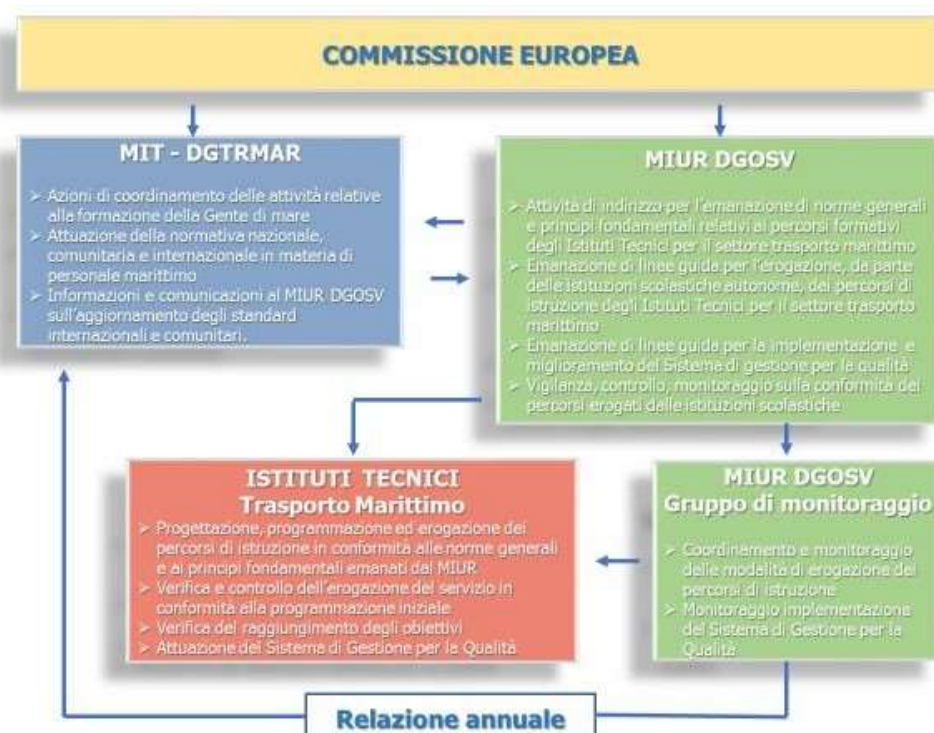 COMMISSIONE EUROPEA
MIT - DGTRMAR
➢ Azioni di coordinamento delle attività relative
alla formazione della Gente di mare
➢ Attuazione della normativa nazionale,
comunitaria e internazionale in materia di
personale marittimo
➢ Informazioni e comunicazioni al MIUR DGOSV
sull'aggiornamento degli standard
internazionali e comunitari.
MIUR DGOSV
➢ Attività di indirizzo per l'emanazione di norme generali
e principi fondamentali relativi ai percorsi formativi
degli Istituti Tecnici per il settore trasporto marittimo
➢ Emanazione di linee guida per l'erogazione, da parte
delle istituzioni scolastiche autonome, dei percorsi di
istruzione degli Istituti Tecnici per il settore trasporto
marittimo
➢ Emanazione di linee guida per la implementazione e
miglioramento del Sistema di gestione per la qualità
➢ Vigilanza, controllo, monitoraggio sulla conformità dei
percorsi erogati dalle istituzioni scolastiche
ISTITUTI TECNICI
Trasporto Marittimo
➢ Progettazione, programmazione ed erogazione dei
percorsi di istruzione in conformità alle norme generali
e ai principi fondamentali emanati dal MIUR
➢ Verifica e controllo dell'erogazione del servizio in
conformità alla programmazione iniziale
➢ Verifica del raggiungimento degli obiettivi
➢ Attuazione del Sistema di Gestione per la Qualità
MIUR DGOSV
Gruppo di monitoraggio
➢ Coordinamento e monitoraggio
delle modalità di erogazione dei
percorsi di istruzione
➢ Monitoraggio implementazione
del Sistema di Gestione per la
Qualità
Relazione annuale